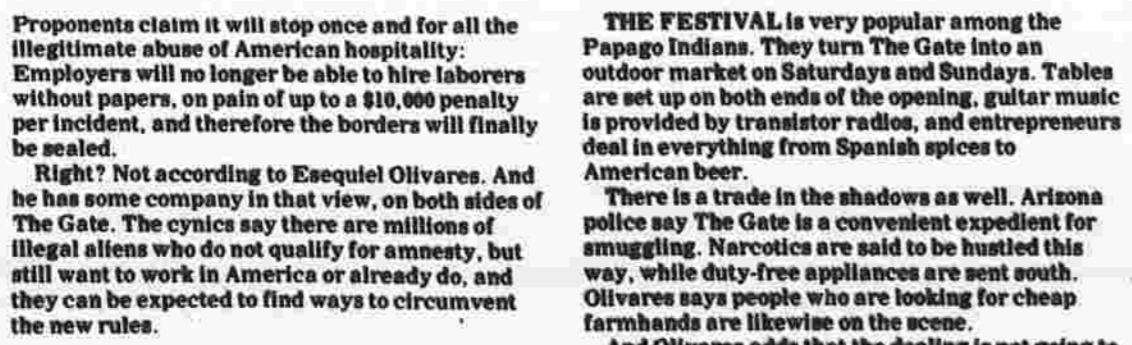 Proponents claim it will stop once and for all the
illegitimate abuse of American hospitality:
Employers will no longer be able to hire laborers
without papers, on pain of up to a $10,000 penalty
per incident, and therefore the borders will finally
be sealed.
Right? Not according to Esequiel Olivares. And
he has some company in that view, on both sides of
The Gate. The cynics say there are millions of
illegal aliens who do not qualify for amnesty, but
still want to work in America or already do, and
they can be expected to find ways to circumvent
the new rules.
THE FESTIVAL is very popular among the
Papago Indians. They turn The Gate into an
outdoor market on Saturdays and Sundays. Tables
are set up on both ends of the opening, guitar music
is provided by transistor radios, and entrepreneurs
deal in everything from Spanish spices to
American beer.
There is a trade in the shadows as well. Arizona
police say The Gate is a convenient expedient for
smuggling. Narcotics are said to be hustled this
way, while duty-free appliances are sent south.
Olivares says people who are looking for cheap
farmhands are likewise on the scene.
And Olivares adds that the dealing is not going to